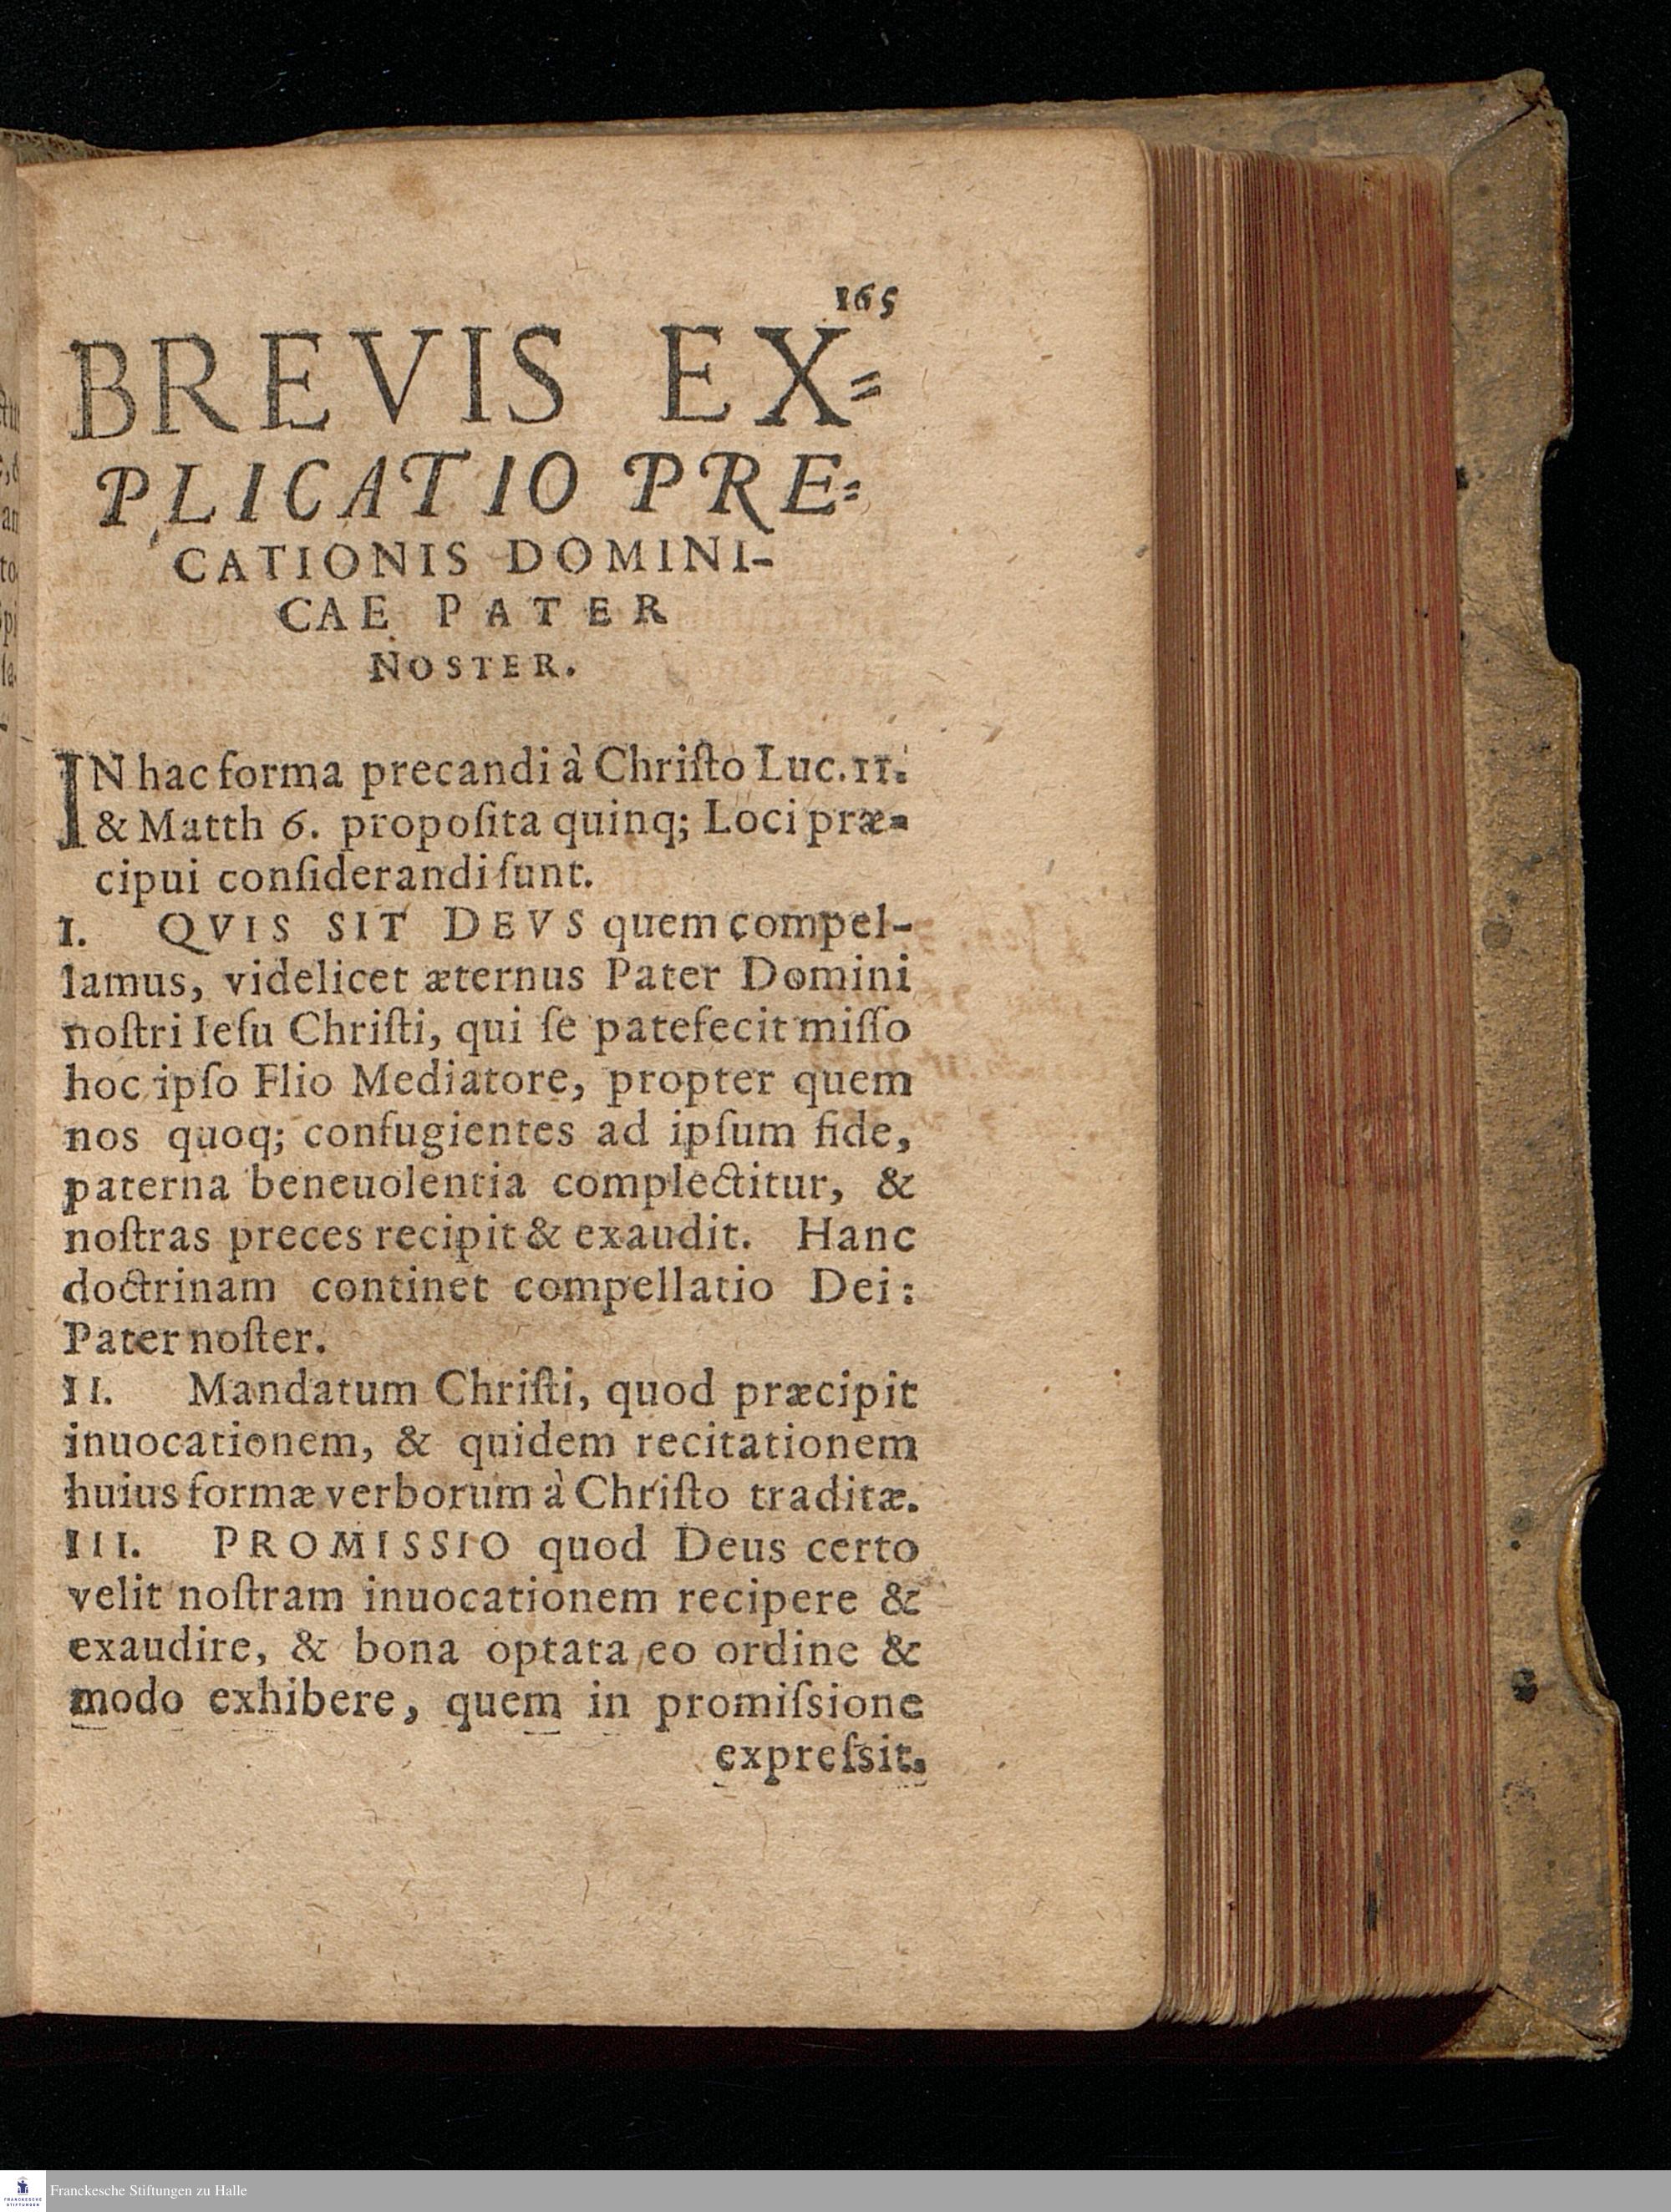 165
BREVIS EX=
PLICATIO PRE=
CATIONIS DOMINI-
CAE PATER
NOSTER.
IN hac forma precandi à Chriſto Luc. 11.
& Matth 6. propoſita quinq; Loci præ=
cipui conſiderandi ſunt.
I. QVIS SIT DEVS quem compel-
lamus, videlicet æternus Pater Domini
noſtri Ieſu Chriſti, qui ſe patefecit miſſo
hoc ipſo Flio Mediatore, propter quem
nos quoq; confugientes ad ipſum fide,
paterna beneuolentia complectitur, &
noſtras preces recipit & exaudit. Hanc
doctrinam continet compellatio Dei:
Pater noſter.
II. Mandatum Chriſti, quod præcipit
inuocationem, & quidem recitationem
huius formæ verborum à Chriſto traditæ.
III. PROMISSIO quod Deus certo
velit noſtram inuocationem recipere &
exaudire, & bona optata eo ordine &
modo exhibere, quem in promiſsione
expreſsit.
FRANCKESCHE
STIFTUNGEN
Franckesche Stiftungen zu Halle